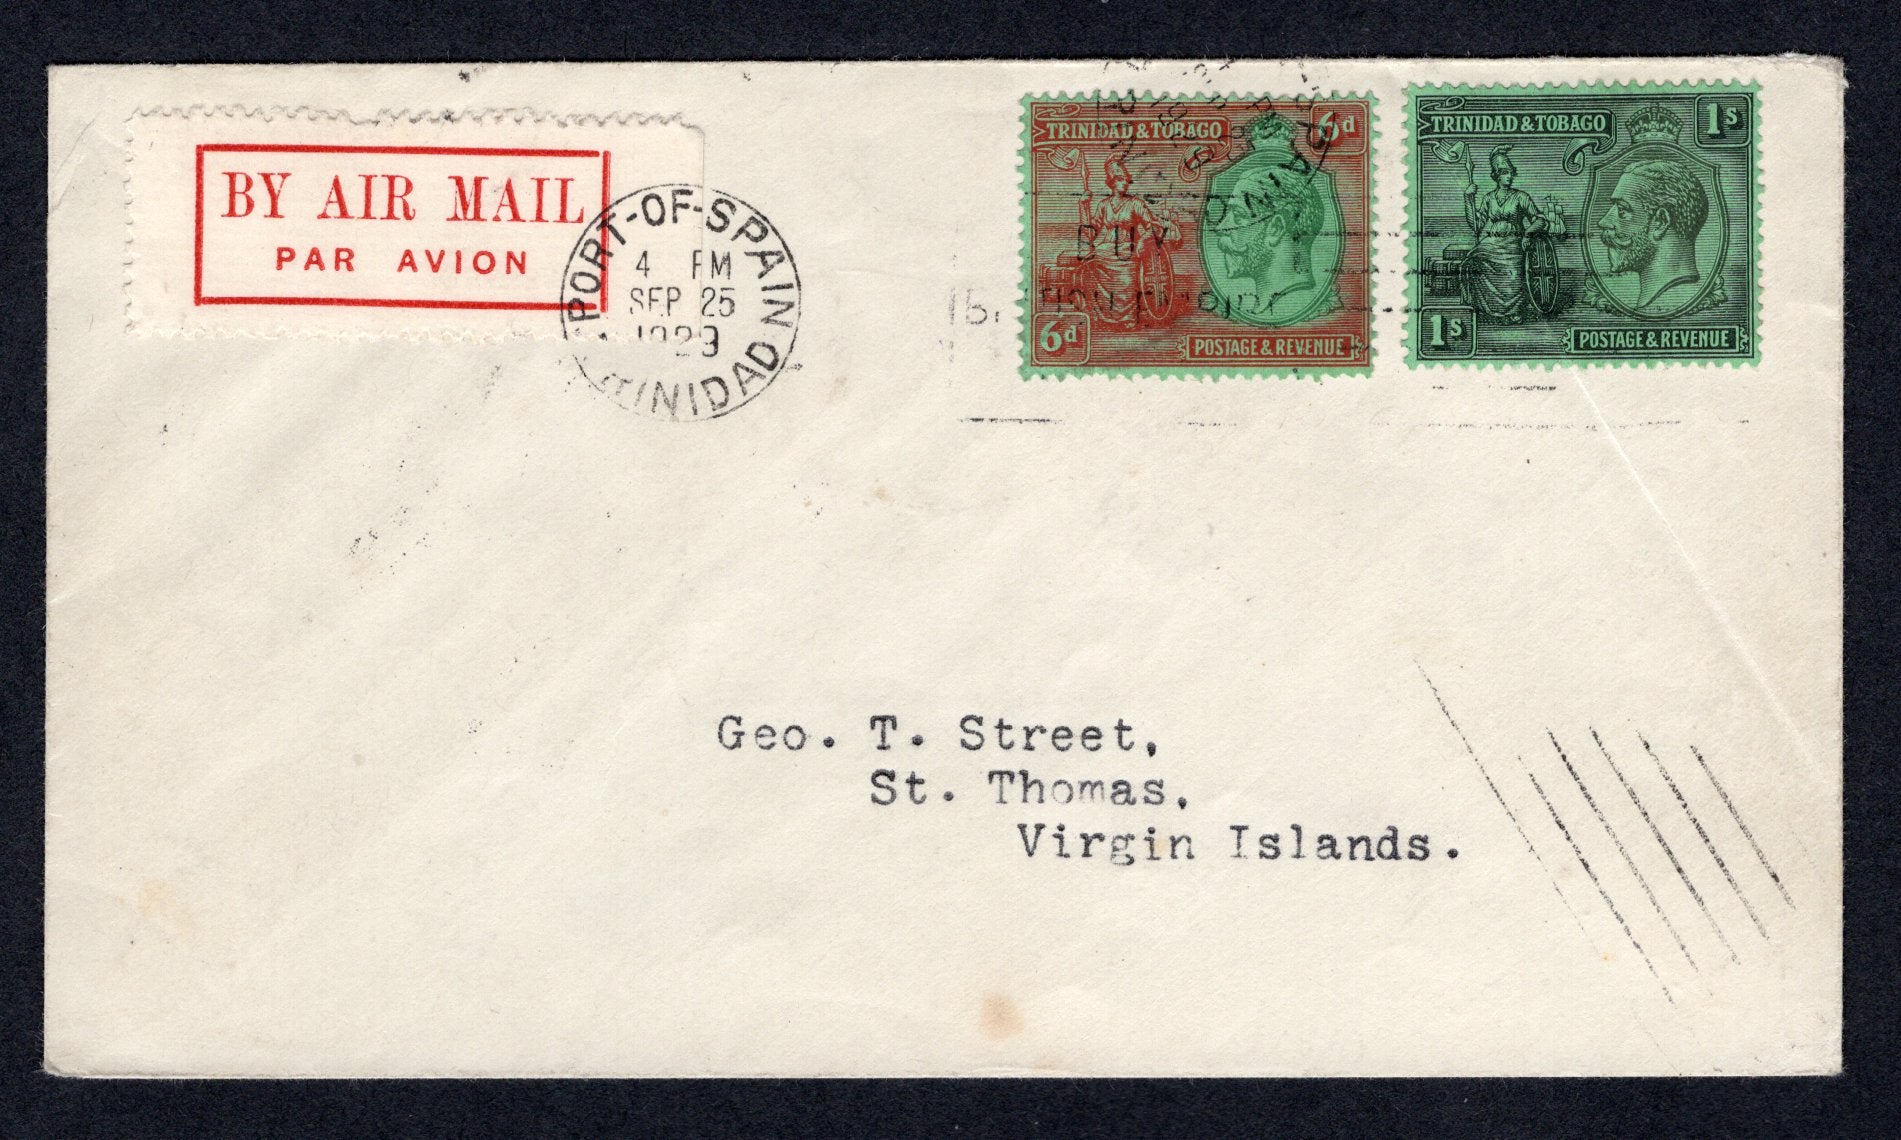 BY AIR MAIL
PAR AVION
PORT-OF-SPAIN
4 PM
SEP 25
1929
TRINIDAD
TRINIDAD & TOBAGO 6d
6d POSTAGE & REVENUE
TRINIDAD & TOBAGO 1s
1s POSTAGE & REVENUE
BUY
Geo. T. Street,
St. Thomas,
Virgin Islands.